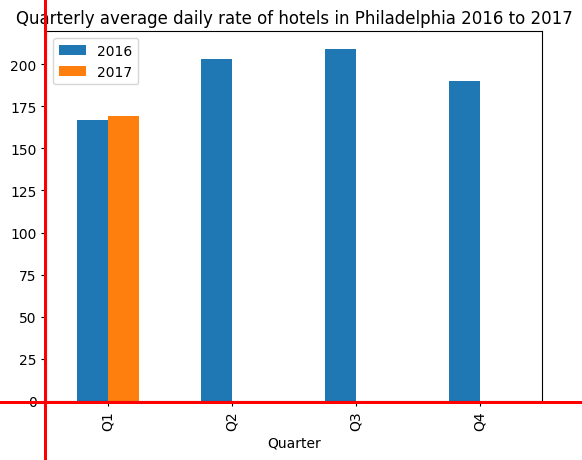 Quarterly average daily rate of hotels in Philadelphia 2016 to 2017
2016
2017
200
175
150
125
100
75
50
25
0
Q1
Q2
Q3
Q4
Quarter